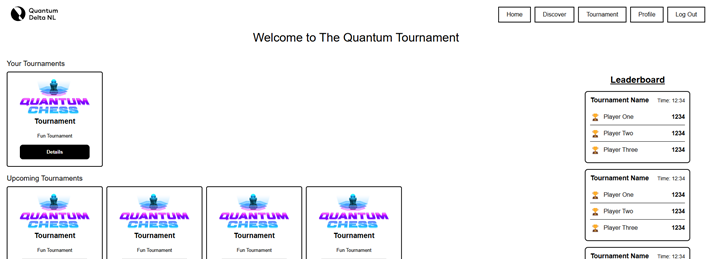 Quantum
Delta NL
Home
Discover
Tournament
Profile
Log Out
Welcome to The Quantum Tournament
Your Tournaments
QUANTUM
CHESS
Tournament
Fun Tournament
Details
Upcoming Tournaments
QUANTUM
CHESS
Tournament
Fun Tournament
QUANTUM
CHESS
Tournament
Fun Tournament
QUANTUM
CHESS
Tournament
Fun Tournament
QUANTUM
CHESS
Tournament
Fun Tournament
Leaderboard
Tournament Name Time: 12:34
Player One 1234
Player Two 1234
Player Three 1234
Tournament Name Time: 12:34
Player One 1234
Player Two 1234
Player Three 1234
Tournament Name Time: 12:34